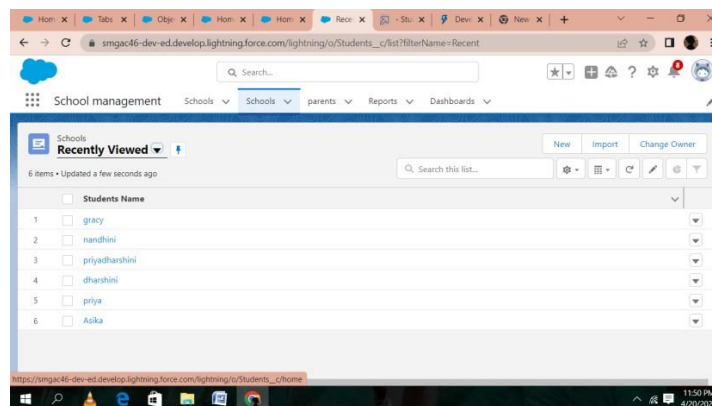 Hom
Tabs
Obje
Hom
Hom
Rece
- Stu
Deve
New
smgac46-dev-ed.develop.lightning.force.com/lightning/o/Students__c/list?filterName=Recent
Search...
School management
Schools
Schools
parents
Reports
Dashboards
Schools
Recently Viewed
New
Import
Change Owner
6 items • Updated a few seconds ago
Search this list...
Students Name
1 gracy
2 nandhini
3 priyadharshini
4 dharshini
5 priya
6 Asika
https://smgac46-dev-ed.develop.lightning.force.com/lightning/o/Students__c/home
11:50 PM